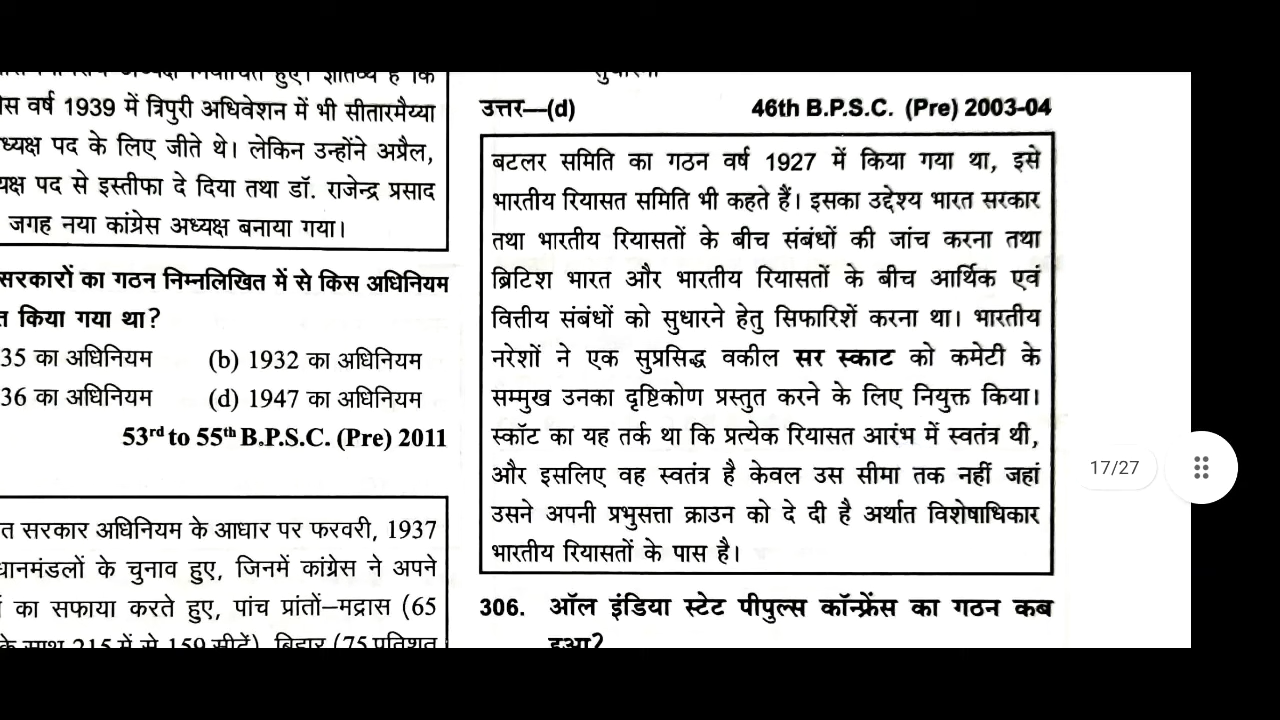 स वर्ष 1939 में त्रिपुरी अधिवेशन में भी सीतारमैय्या
ध्यक्ष पद के लिए जीते थे। लेकिन उन्होंने अप्रैल,
यक्ष पद से इस्तीफा दे दिया तथा डॉ. राजेन्द्र प्रसाद
जगह नया कांग्रेस अध्यक्ष बनाया गया।
सरकारों का गठन निम्नलिखित में से किस अधिनियम
त किया गया था?
35 का अधिनियम (b) 1932 का अधिनियम
36 का अधिनियम (d) 1947 का अधिनियम
53rd to 55th B.P.S.C. (Pre) 2011
त सरकार अधिनियम के आधार पर फरवरी, 1937
धानमंडलों के चुनाव हुए, जिनमें कांग्रेस ने अपने
का सफाया करते हुए, पांच प्रांतों–मद्रास (65
के साथ 215 में से 159 सीटें), बिहार (75 प्रतिशत
उत्तर—(d) 46th B.P.S.C. (Pre) 2003-04
बटलर समिति का गठन वर्ष 1927 में किया गया था, इसे
भारतीय रियासत समिति भी कहते हैं। इसका उद्देश्य भारत सरकार
तथा भारतीय रियासतों के बीच संबंधों की जांच करना तथा
ब्रिटिश भारत और भारतीय रियासतों के बीच आर्थिक एवं
वित्तीय संबंधों को सुधारने हेतु सिफारिशें करना था। भारतीय
नरेशों ने एक सुप्रसिद्ध वकील सर स्काट को कमेटी के
सम्मुख उनका दृष्टिकोण प्रस्तुत करने के लिए नियुक्त किया।
स्कॉट का यह तर्क था कि प्रत्येक रियासत आरंभ में स्वतंत्र थी,
और इसलिए वह स्वतंत्र है केवल उस सीमा तक नहीं जहां
उसने अपनी प्रभुसत्ता क्राउन को दे दी है अर्थात विशेषाधिकार
भारतीय रियासतों के पास है।
306. ऑल इंडिया स्टेट पीपुल्स कॉन्फ्रेंस का गठन कब
हुआ?
17/27